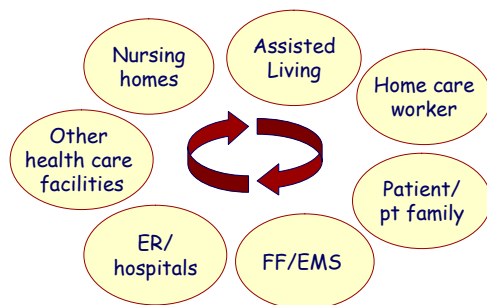 Nursing
homes
Assisted
Living
Home care
worker
Patient/
pt family
FF/EMS
ER/
hospitals
Other
health care
facilities